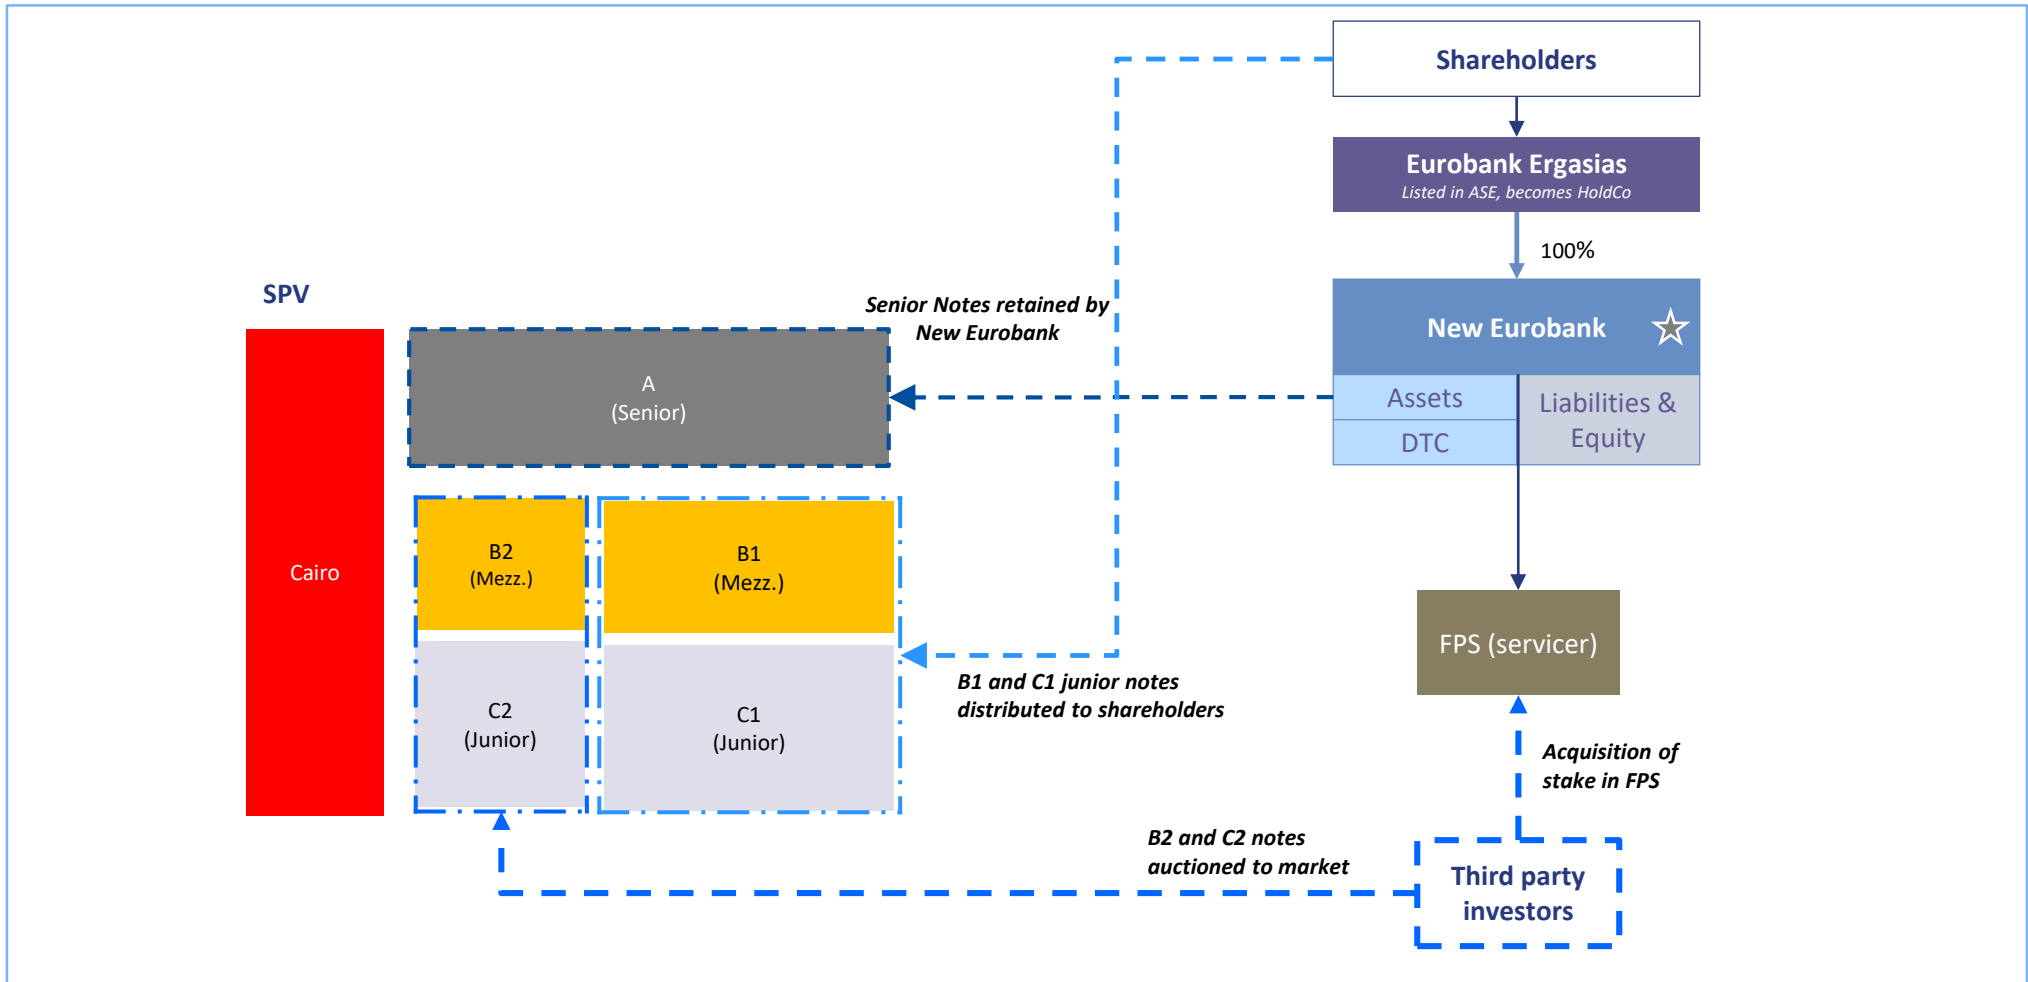 Shareholders
Eurobank Ergasias
Listed in ASE, becomes HoldCo
100%
SPV
Senior Notes retained by
New Eurobank
New Eurobank
A
(Senior)
Assets
DTC
Liabilities &
Equity
Cairo
B2
(Mezz.)
B1
(Mezz.)
C2
(Junior)
C1
(Junior)
B1 and C1 junior notes
distributed to shareholders
FPS (servicer)
Acquisition of
stake in FPS
B2 and C2 notes
auctioned to market
Third party
investors